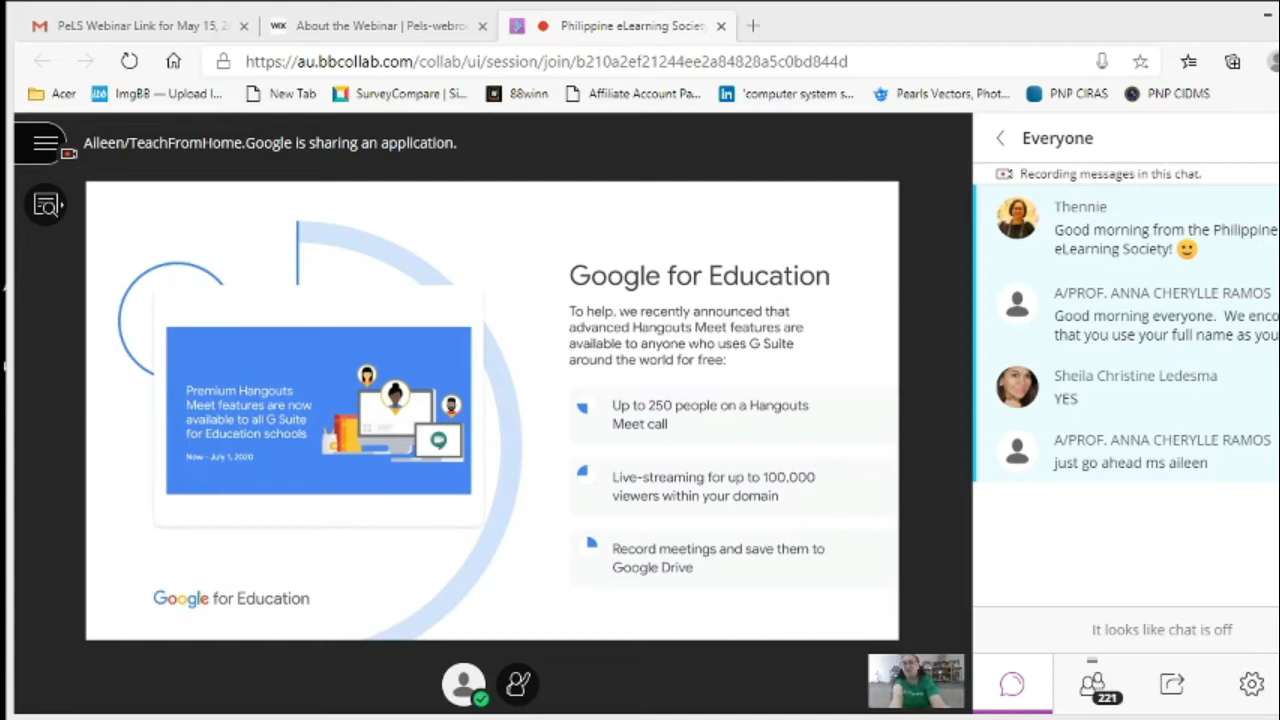 PeLS Webinar Link for May 15, 2
About the Webinar | Pels-webro
Philippine eLearning Society
https://au.bbcollab.com/collab/ui/session/join/b210a2ef21244ee2a84828a5c0bd844d
Acer
ImgBB — Upload I...
New Tab
SurveyCompare | Si...
88winn
Affiliate Account Pa...
'computer system s...
Pearls Vectors, Phot...
PNP CIRAS
PNP CIDMS
Aileen/TeachFromHome.Google is sharing an application.
Premium Hangouts
Meet features are now
available to all G Suite
for Education schools
Now - July 1, 2020
Google for Education
Google for Education
To help, we recently announced that
advanced Hangouts Meet features are
available to anyone who uses G Suite
around the world for free:
Up to 250 people on a Hangouts
Meet call
Live-streaming for up to 100,000
viewers within your domain
Record meetings and save them to
Google Drive
Everyone
Recording messages in this chat.
Thennie
Good morning from the Philippine
eLearning Society!
A/PROF. ANNA CHERYLLE RAMOS
Good morning everyone. We enco
that you use your full name as you
Sheila Christine Ledesma
YES
A/PROF. ANNA CHERYLLE RAMOS
just go ahead ms aileen
It looks like chat is off
221